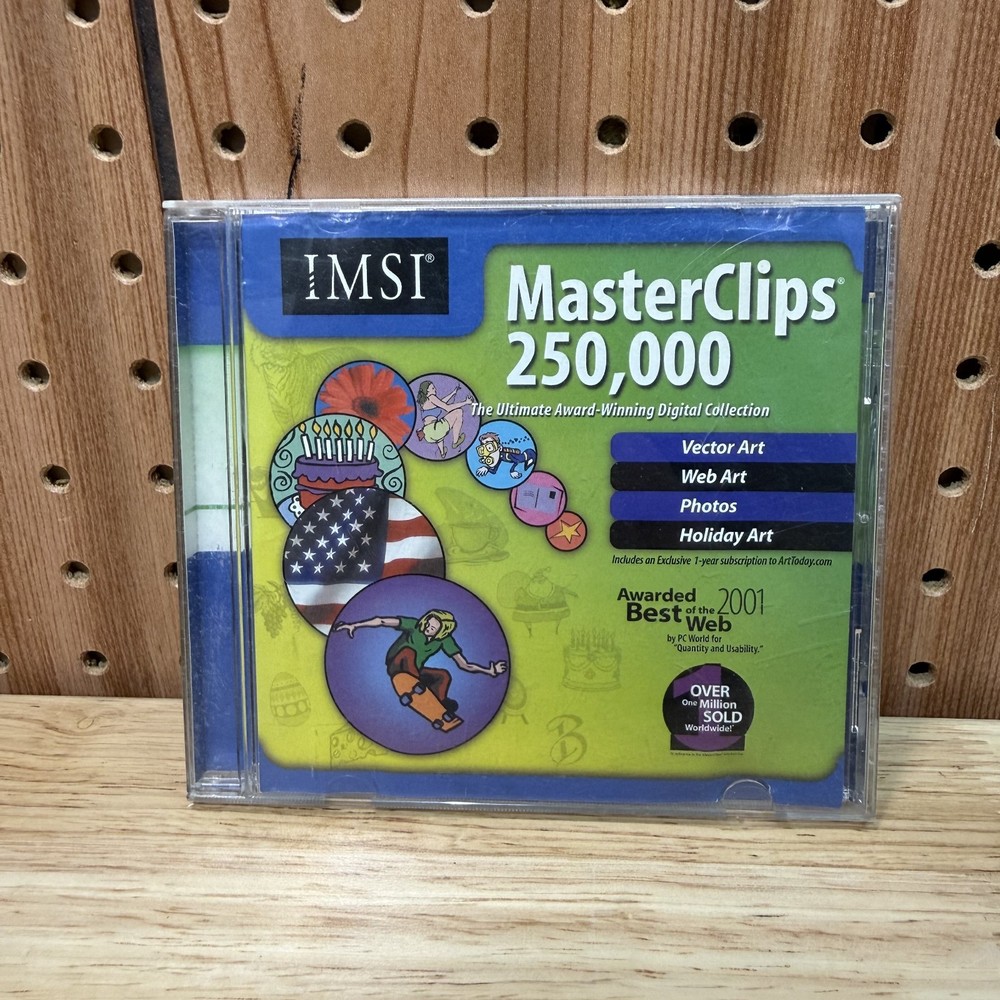 IMSI®
MasterClips®
250,000
The Ultimate Award-Winning Digital Collection
Vector Art
Web Art
Photos
Holiday Art
Includes an Exclusive 1-year subscription to ArtToday.com
Awarded
Best of the 2001
Web
by PC World for
"Quantity and Usability."
1
OVER
One Million
SOLD
Worldwide!*
B